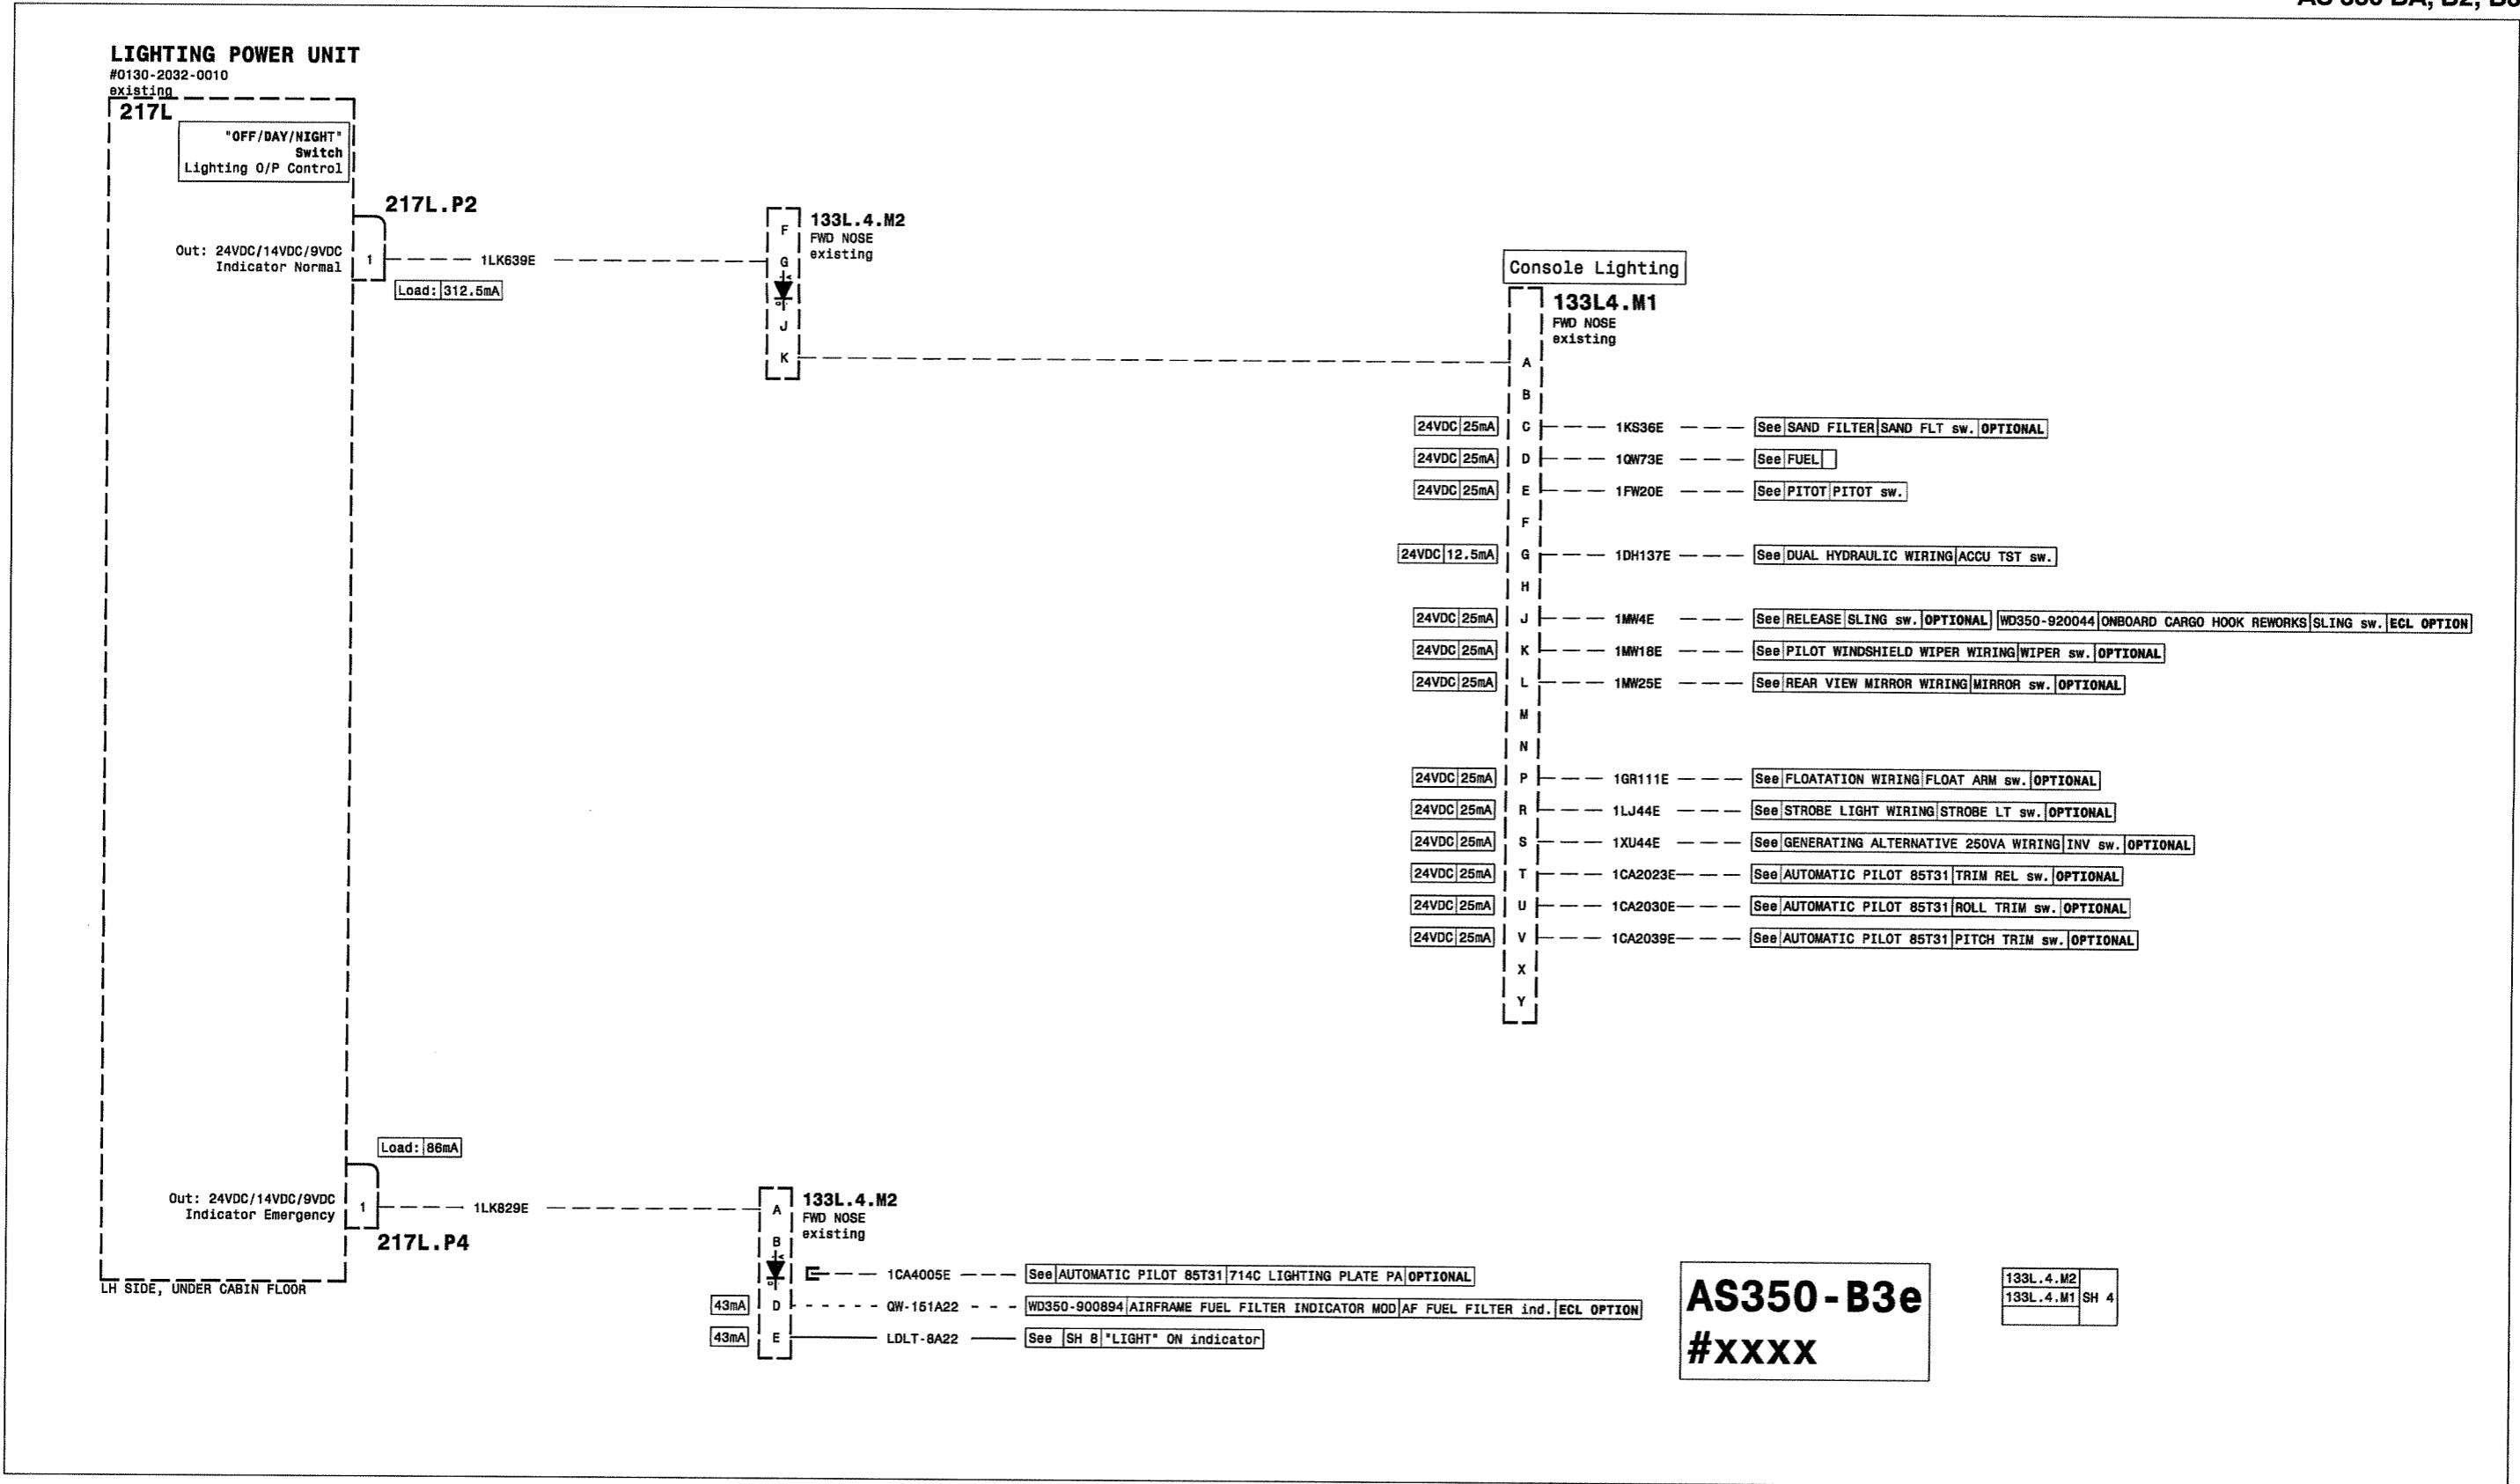 LIGHTING POWER UNIT
#0130-2032-0010
existing
217L
"OFF/DAY/NIGHT"
Switch
Lighting O/P Control
217L.P2
Out: 24VDC/14VDC/9VDC
Indicator Normal
1
1LK639E
Load: 312.5mA
F
G
J
K
133L.4.M2
FWD NOSE
existing
Console Lighting
133L4.M1
FWD NOSE
existing
A
B
24VDC 25mA C 1KS36E See SAND FILTER SAND FLT sw. OPTIONAL
24VDC 25mA D 1QW73E See FUEL
24VDC 25mA E 1FW20E See PITOT PITOT sw.
F
24VDC 12.5mA G 1DH137E See DUAL HYDRAULIC WIRING ACCU TST sw.
H
24VDC 25mA J 1MW4E See RELEASE SLING sw. OPTIONAL WD350-920044 ONBOARD CARGO HOOK REWORKS SLING sw. ECL OPTION
24VDC 25mA K 1MW18E See PILOT WINDSHIELD WIPER WIRING WIPER sw. OPTIONAL
24VDC 25mA L 1MW25E See REAR VIEW MIRROR WIRING MIRROR sw. OPTIONAL
M
N
24VDC 25mA P 1GR111E See FLOATATION WIRING FLOAT ARM sw. OPTIONAL
24VDC 25mA R 1LJ44E See STROBE LIGHT WIRING STROBE LT sw. OPTIONAL
24VDC 25mA S 1XU44E See GENERATING ALTERNATIVE 250VA WIRING INV sw. OPTIONAL
24VDC 25mA T 1CA2023E See AUTOMATIC PILOT 85T31 TRIM REL sw. OPTIONAL
24VDC 25mA U 1CA2030E See AUTOMATIC PILOT 85T31 ROLL TRIM sw. OPTIONAL
24VDC 25mA V 1CA2039E See AUTOMATIC PILOT 85T31 PITCH TRIM sw. OPTIONAL
X
Y
Load: 86mA
Out: 24VDC/14VDC/9VDC
Indicator Emergency
1
1LK829E
217L.P4
LH SIDE, UNDER CABIN FLOOR
A
B
133L.4.M2
FWD NOSE
existing
1CA4005E See AUTOMATIC PILOT 85T31 714C LIGHTING PLATE PA OPTIONAL
43mA D QW-151A22 WD350-900894 AIRFRAME FUEL FILTER INDICATOR MOD AF FUEL FILTER ind. ECL OPTION
43mA E LDLT-8A22 See SH 8 "LIGHT" ON indicator
AS350-B3e
#xxxx
133L.4.M2
133L.4.M1 SH 4